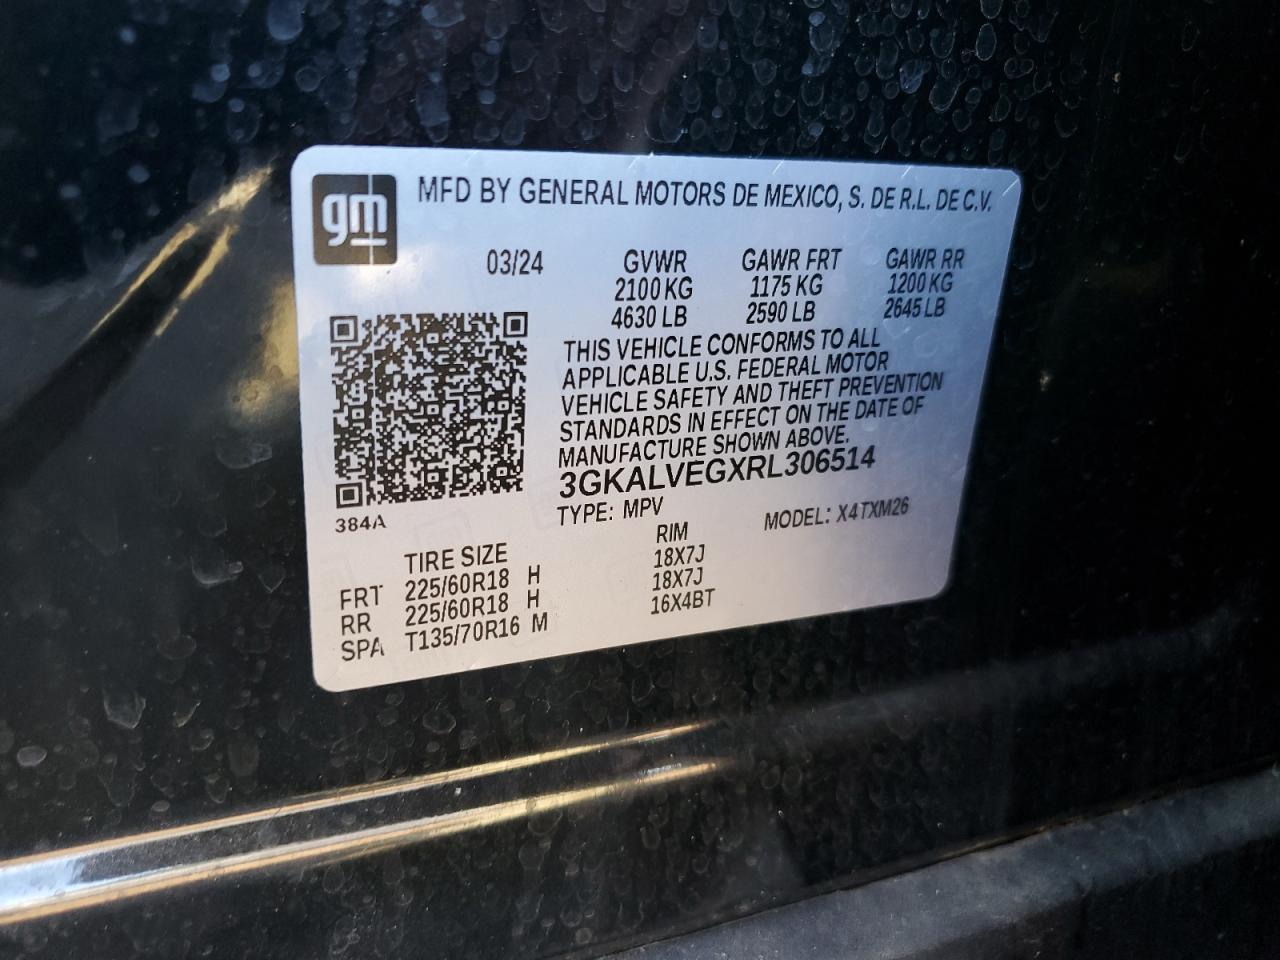 gm
MFD BY GENERAL MOTORS DE MEXICO, S. DE R.L. DE C.V.
03/24 GVWR GAWR FRT GAWR RR
2100 KG 1175 KG 1200 KG
4630 LB 2590 LB 2645 LB
THIS VEHICLE CONFORMS TO ALL
APPLICABLE U.S. FEDERAL MOTOR
VEHICLE SAFETY AND THEFT PREVENTION
STANDARDS IN EFFECT ON THE DATE OF
MANUFACTURE SHOWN ABOVE.
3GKALVEGXRL306514
384A
TYPE: MPV MODEL: X4TXM26
TIRE SIZE RIM
FRT 225/60R18 H 18X7J
RR 225/60R18 H 18X7J
SPA T135/70R16 M 16X4BT